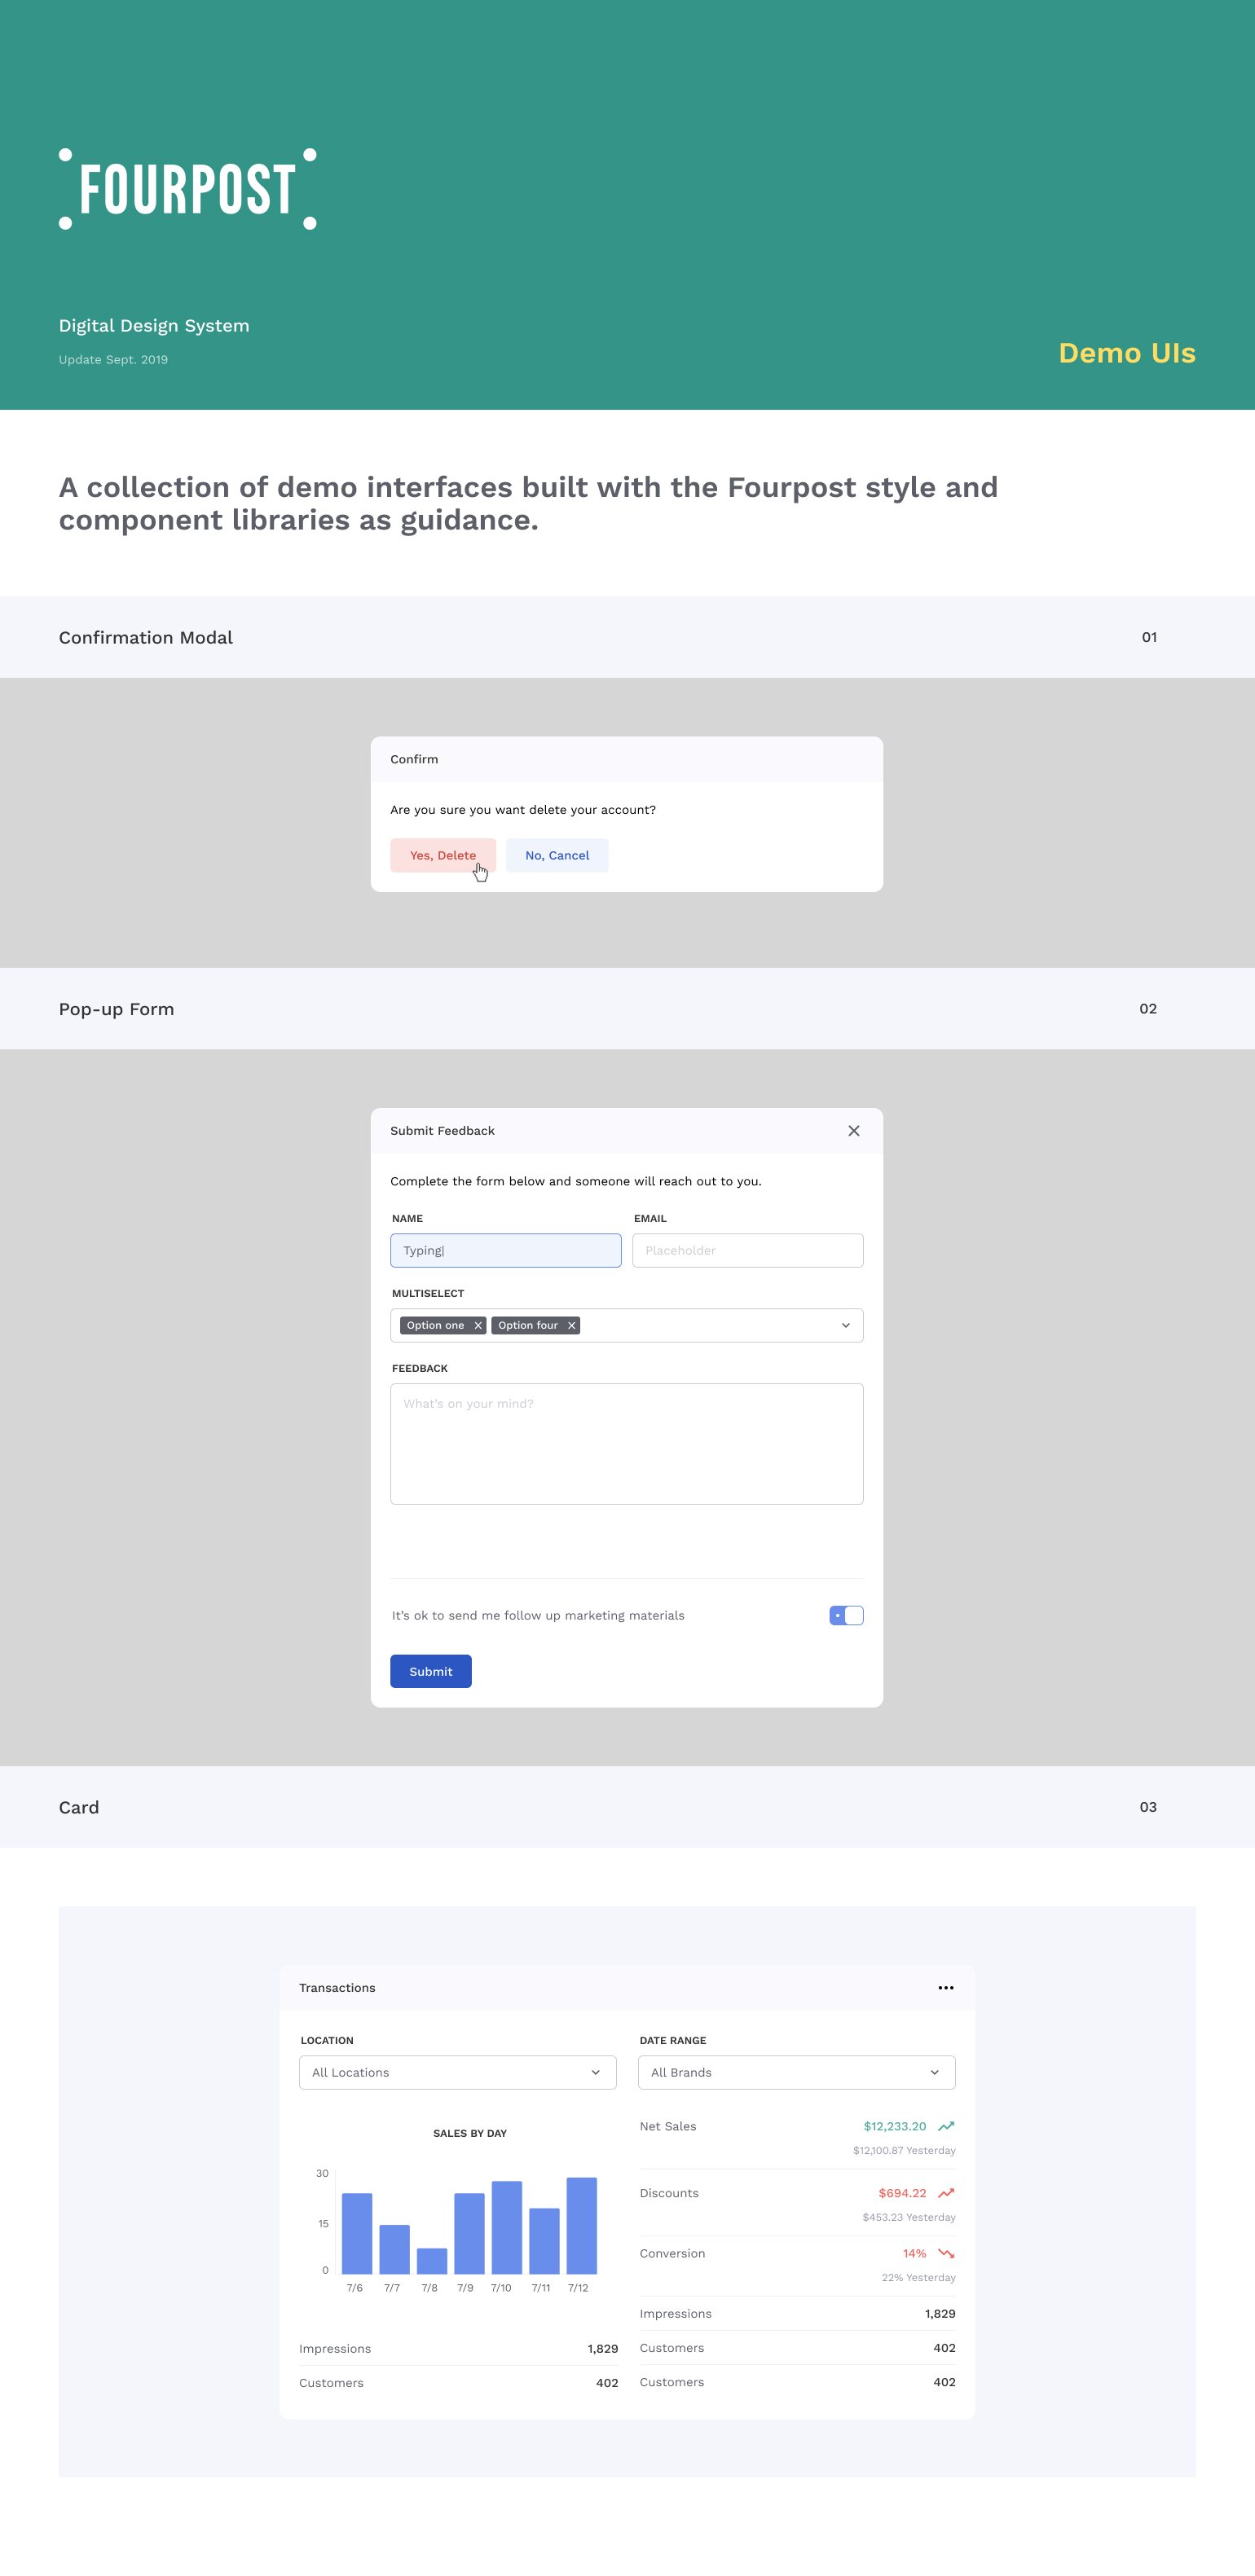 FOURPOST
Digital Design System
Update Sept. 2019
Demo UIs
A collection of demo interfaces built with the Fourpost style and
component libraries as guidance.
Confirmation Modal
01
Confirm
Are you sure you want delete your account?
Yes, Delete
No, Cancel
Pop-up Form
02
Submit Feedback
Complete the form below and someone will reach out to you.
NAME
EMAIL
Typing|
Placeholder
MULTISELECT
Option one
Option four
FEEDBACK
What's on your mind?
It's ok to send me follow up marketing materials
Submit
Card
03
Transactions
LOCATION
All Locations
DATE RANGE
All Brands
SALES BY DAY
30
15
0
7/6 7/7 7/8 7/9 7/10 7/11 7/12
Impressions 1,829
Customers 402
Net Sales $12,233.20
$12,100.87 Yesterday
Discounts $694.22
$453.23 Yesterday
Conversion 14%
22% Yesterday
Impressions 1,829
Customers 402
Customers 402